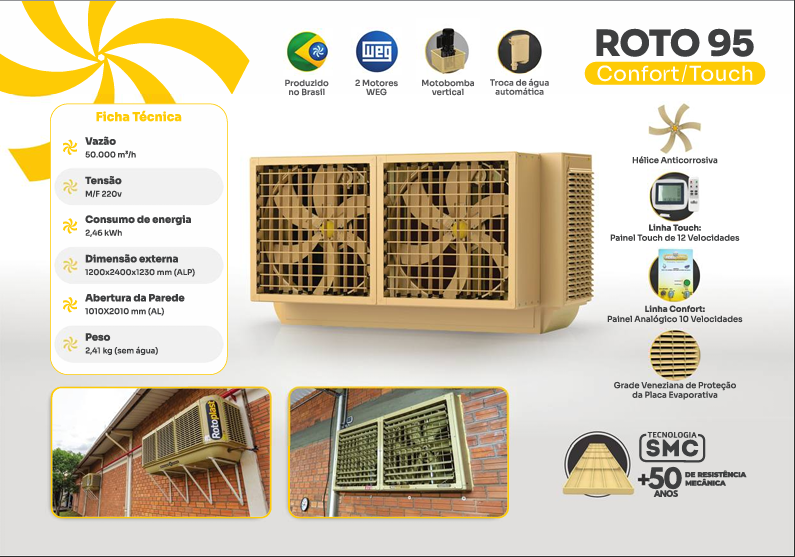 ROTO 95
Confort/Touch
Produzido
no Brasil
WEG
2 Motores
WEG
Motobomba
vertical
Troca de água
automática
Ficha Técnica
Vazão
50.000 m³/h
Tensão
M/F 220v
Consumo de energia
2,46 kWh
Dimensão externa
1200x2400x1230 mm (ALP)
Abertura da Parede
1010X2010 mm (AL)
Peso
2,41 kg (sem água)
Hélice Anticorrosiva
Linha Touch:
Painel Touch de 12 Velocidades
Linha Confort:
Painel Analógico 10 Velocidades
Grade Veneziana de Proteção
da Placa Evaporativa
Rotoplast
TECNOLOGIA
SMC
+50
ANOS
DE RESISTÊNCIA
MECÂNICA